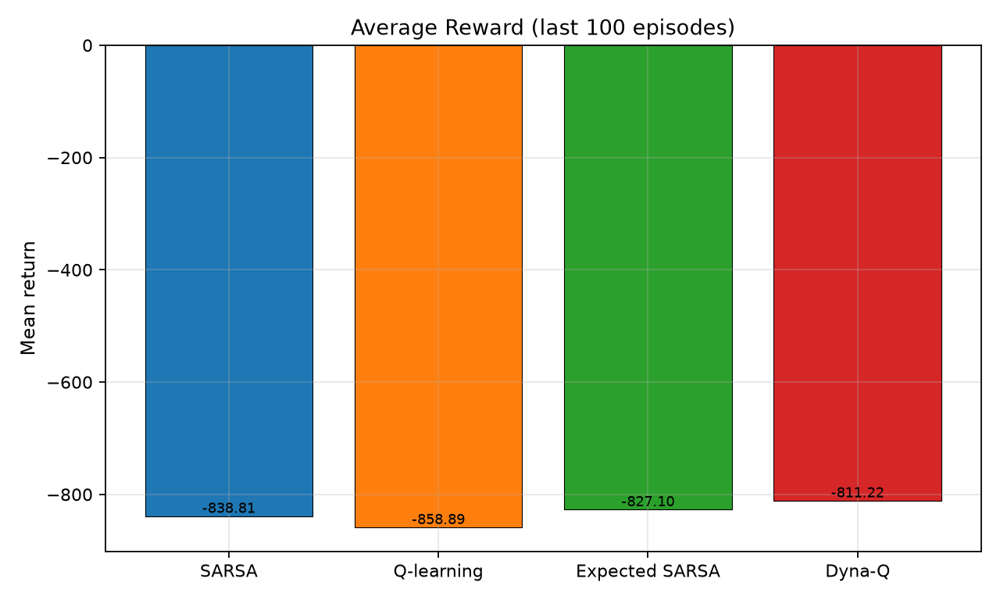 Average Reward (last 100 episodes)
Mean return
0
−200
−400
−600
−800
-838.81
-858.89
-827.10
-811.22
SARSA
Q-learning
Expected SARSA
Dyna-Q